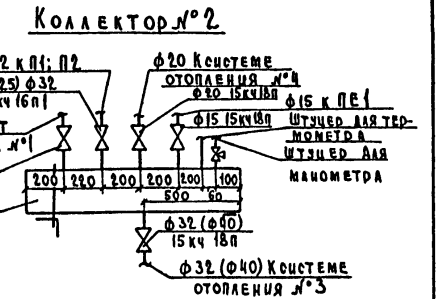 Коллектор №2
2 к П1; П2
25) ф32
кч 16п1
Т
№1
ф20 К системе
отопления №4
ф20 15кч18п
ф15 к ПЕ1
ф15 15кч18п
Штуцер для тер-
мометра
Штуцер для
манометра
200 220 200 200 200 100
500 60
ф32 (ф40)
15кч 18п
ф32 (ф40) К системе
отопления №3